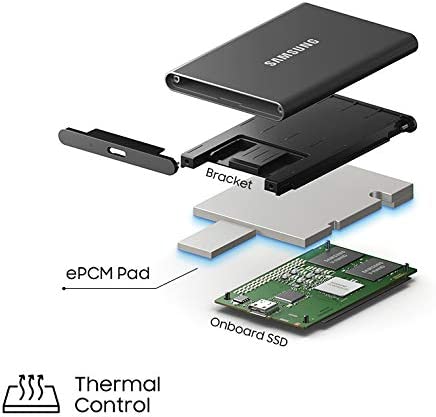 SAMSUNG
Bracket
ePCM Pad
Onboard SSD
Thermal
Control